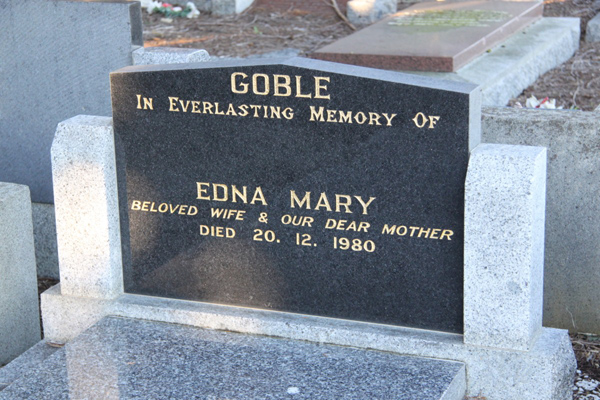 GOBLE
IN EVERLASTING MEMORY OF
EDNA MARY
BELOVED WIFE & OUR DEAR MOTHER
DIED 20. 12. 1980